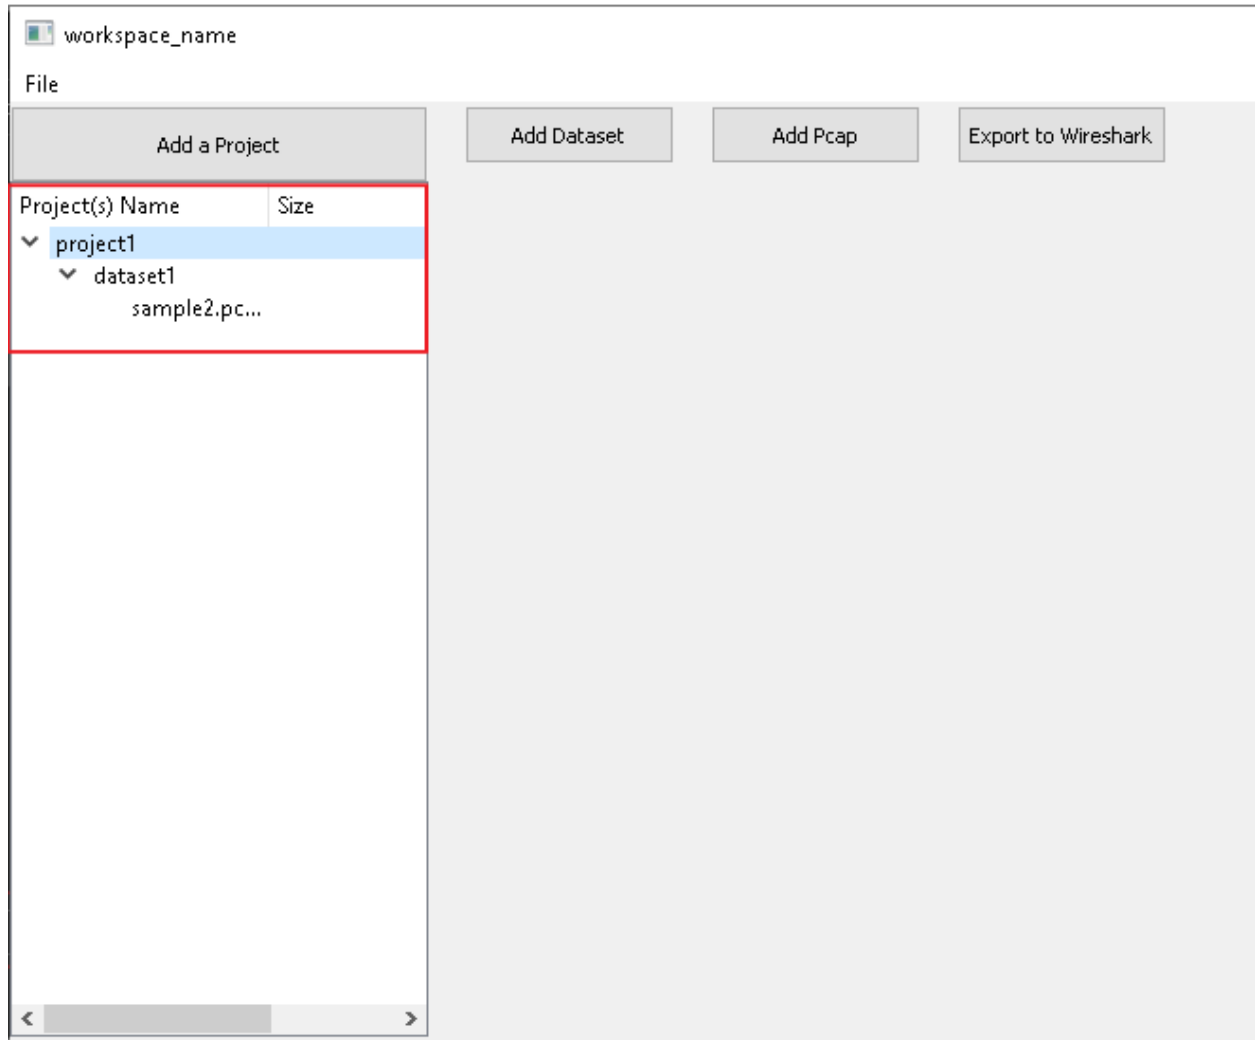 workspace_name
File
Add a Project
Add Dataset
Add Pcap
Export to Wireshark
Project(s) Name
Size
project1
dataset1
sample2.pc...